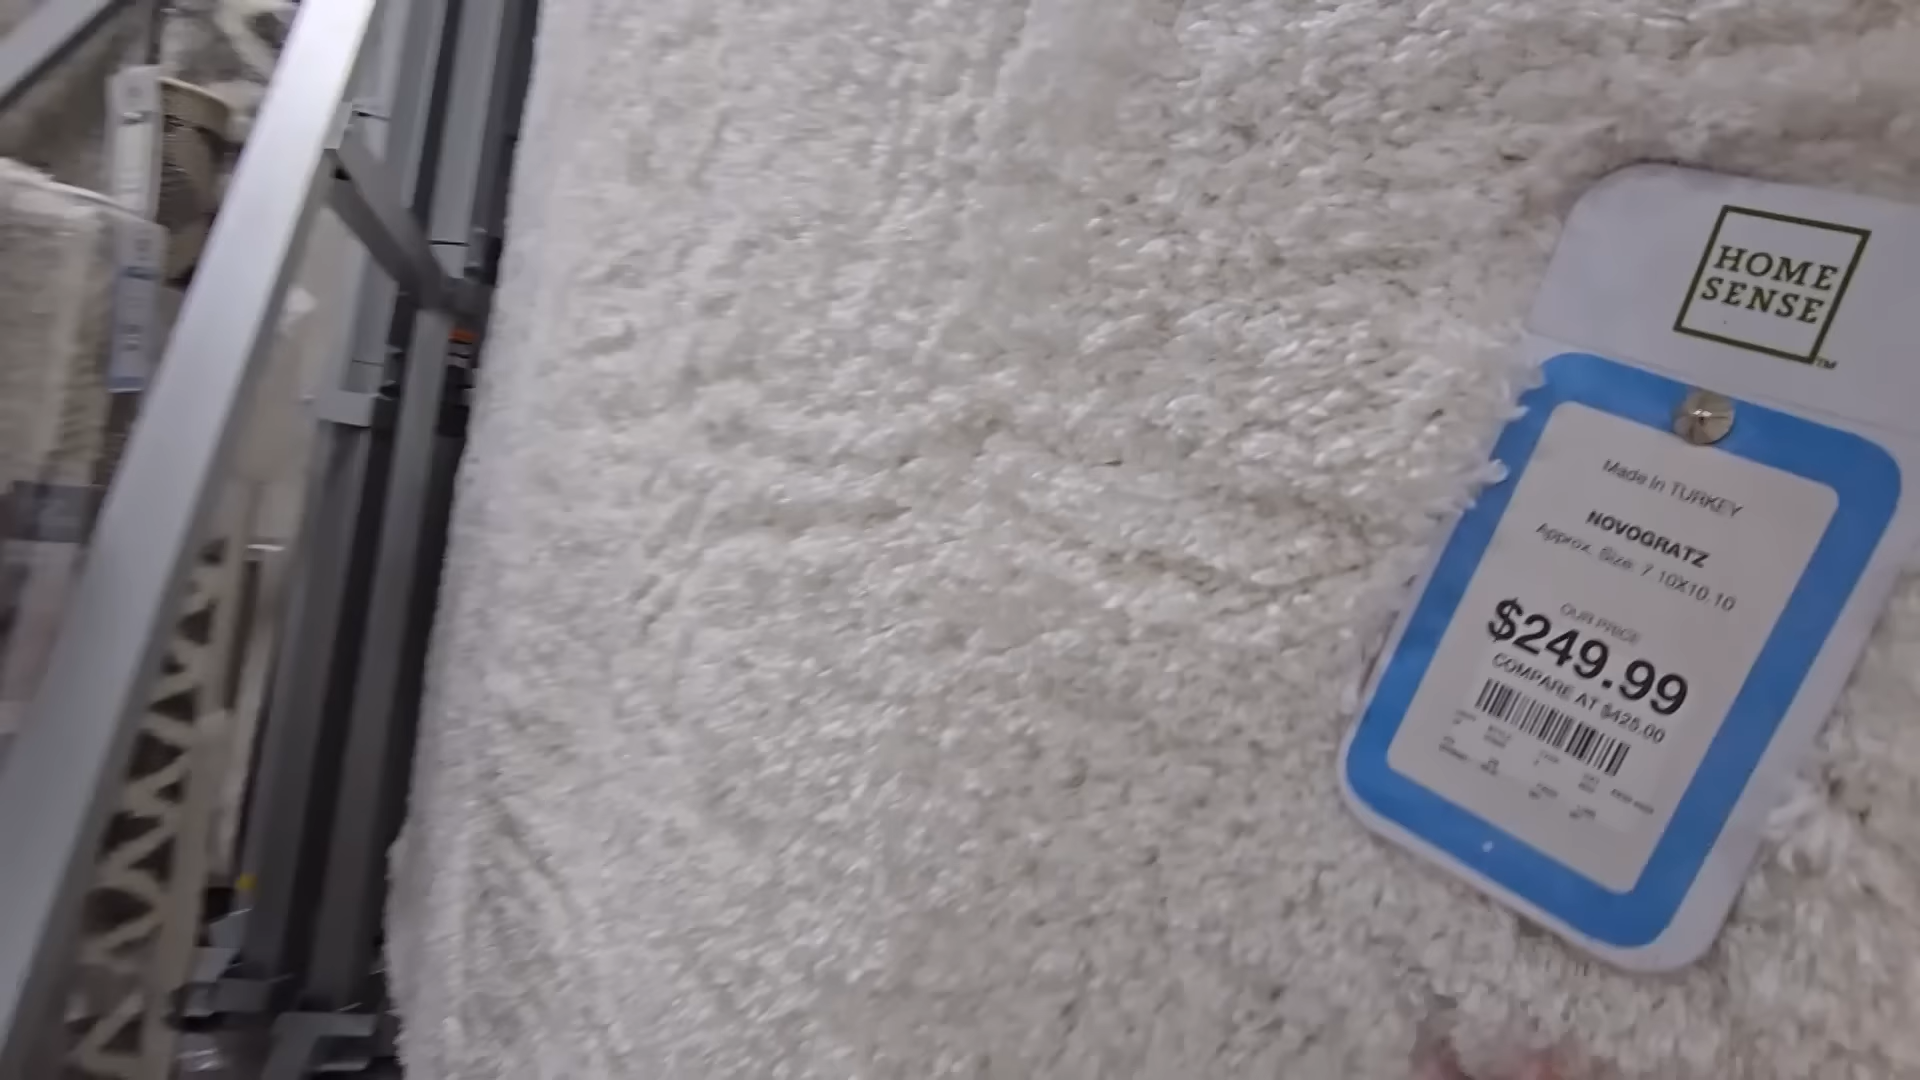 HOME
SENSE
TM
Made In TURKEY
NOVOGRATZ
Approx. Size: 7.10X10.10
OUR PRICE
$249.99
COMPARE AT $425.00